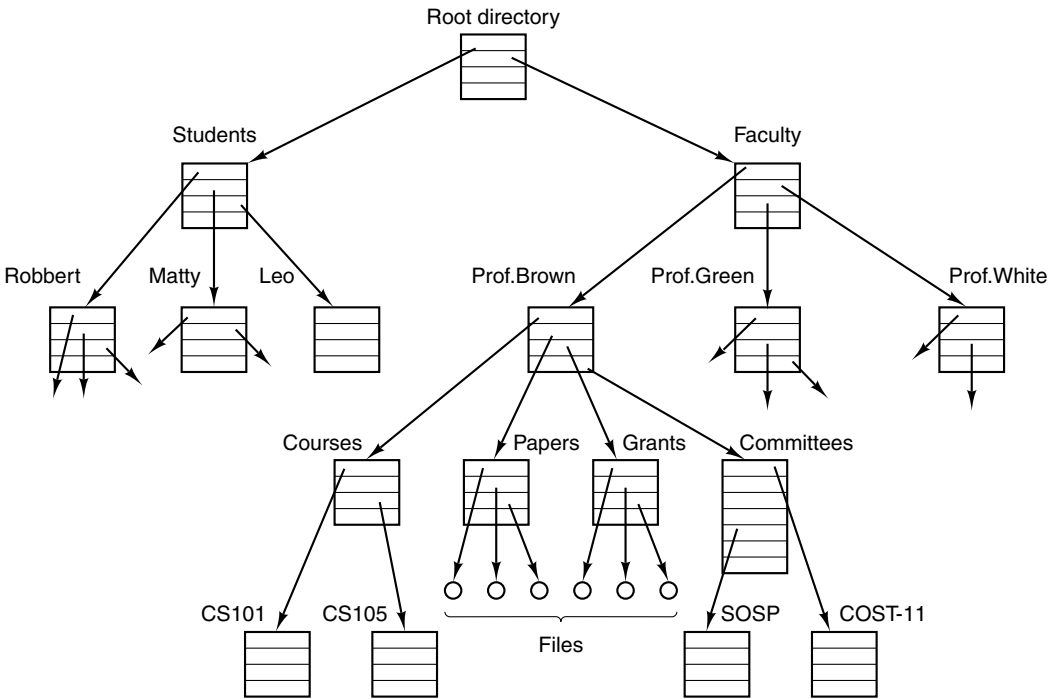 Root directory
Students
Faculty
Robbert
Matty
Leo
Prof.Brown
Prof.Green
Prof.White
Courses
Papers
Grants
Committees
CS101
CS105
SOSP
COST-11
Files